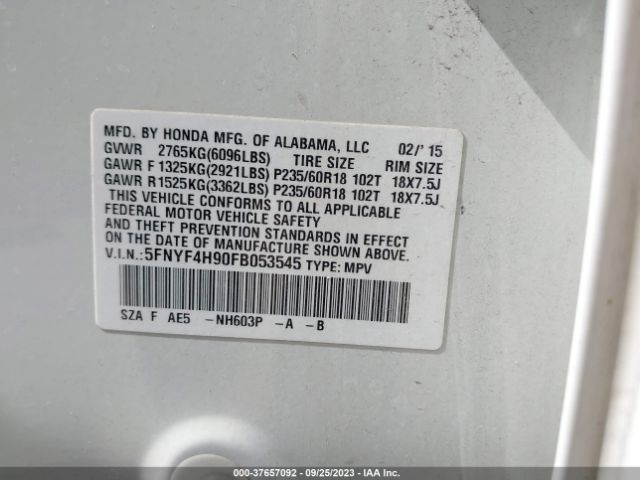 MFD. BY HONDA MFG. OF ALABAMA, LLC 02/' 15
GVWR 2765KG(6096LBS) TIRE SIZE RIM SIZE
GAWR F 1325KG(2921LBS) P235/60R18 102T 18X7.5J
GAWR R1525KG(3362LBS) P235/60R18 102T 18X7.5J
THIS VEHICLE CONFORMS TO ALL APPLICABLE
FEDERAL MOTOR VEHICLE SAFETY
AND THEFT PREVENTION STANDARDS IN EFFECT
ON THE DATE OF MANUFACTURE SHOWN ABOVE.
V.I.N.:5FNYF4H90FB053545 TYPE: MPV
SZA F AE5 -NH603P -A -B
000-37657092 - 09/25/2023 - IAA Inc.